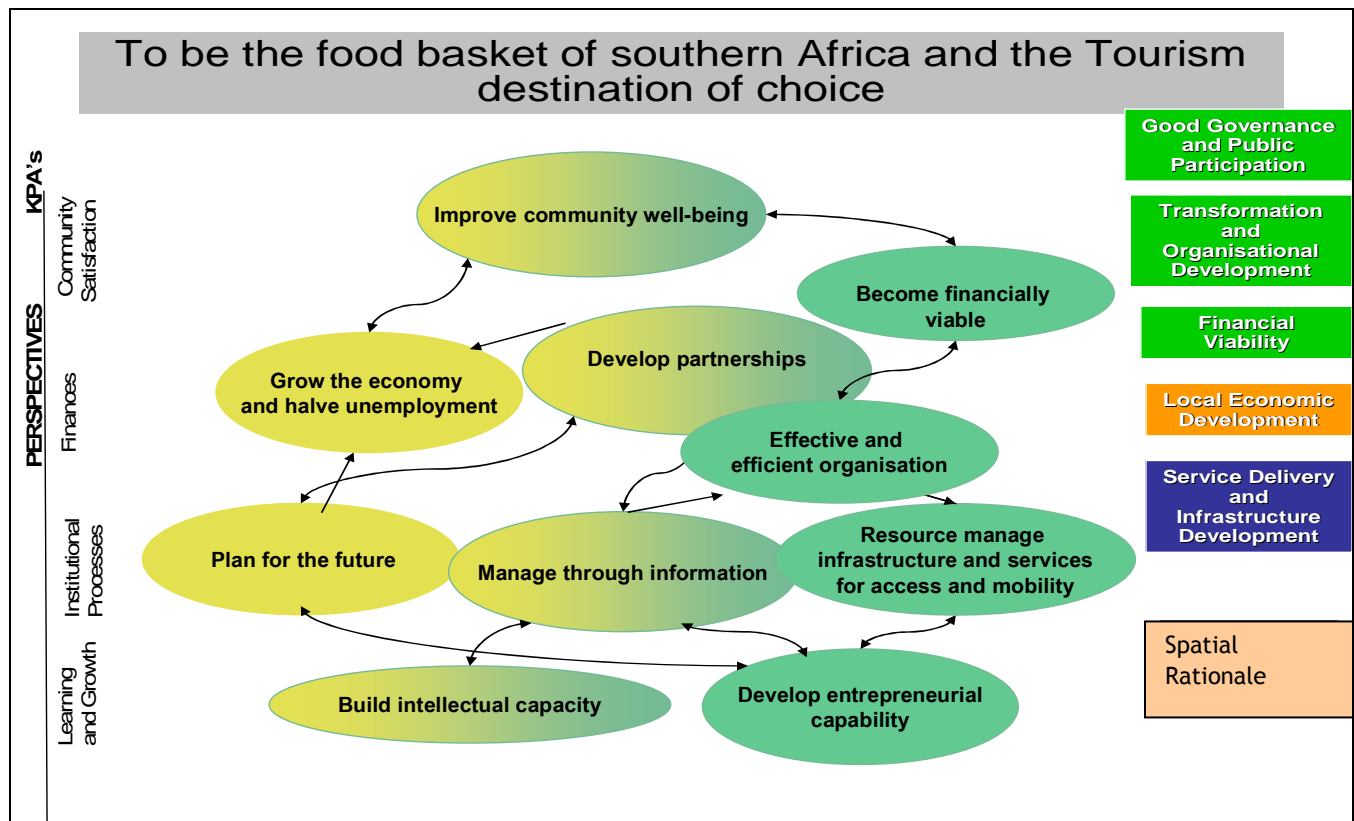 To be the food basket of southern Africa and the Tourism
destination of choice
KPA's
PERSPECTIVES
Community
Satisfaction
Finances
Institutional
Processes
Learning
and Growth
Improve community well-being
Become financially
viable
Develop partnerships
Grow the economy
and halve unemployment
Effective and
efficient organisation
Plan for the future
Manage through information
Resource manage
infrastructure and services
for access and mobility
Build intellectual capacity
Develop entrepreneurial
capability
Good Governance
and Public
Participation
Transformation
and
Organisational
Development
Financial
Viability
Local Economic
Development
Service Delivery
and
Infrastructure
Development
Spatial
Rationale